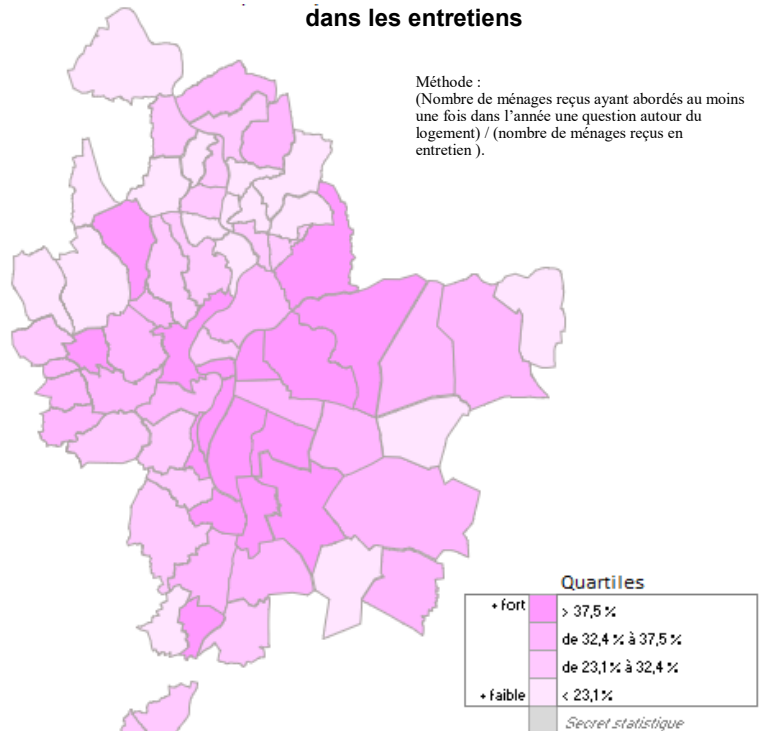 dans les entretiens
Méthode :
(Nombre de ménages reçus ayant abordés au moins
une fois dans l'année une question autour du
logement) / (nombre de ménages reçus en
entretien ).
Quartiles
+ fort
> 37,5 %
de 32,4 % à 37,5 %
de 23,1% à 32,4 %
+ faible
< 23,1%
Secret statistique